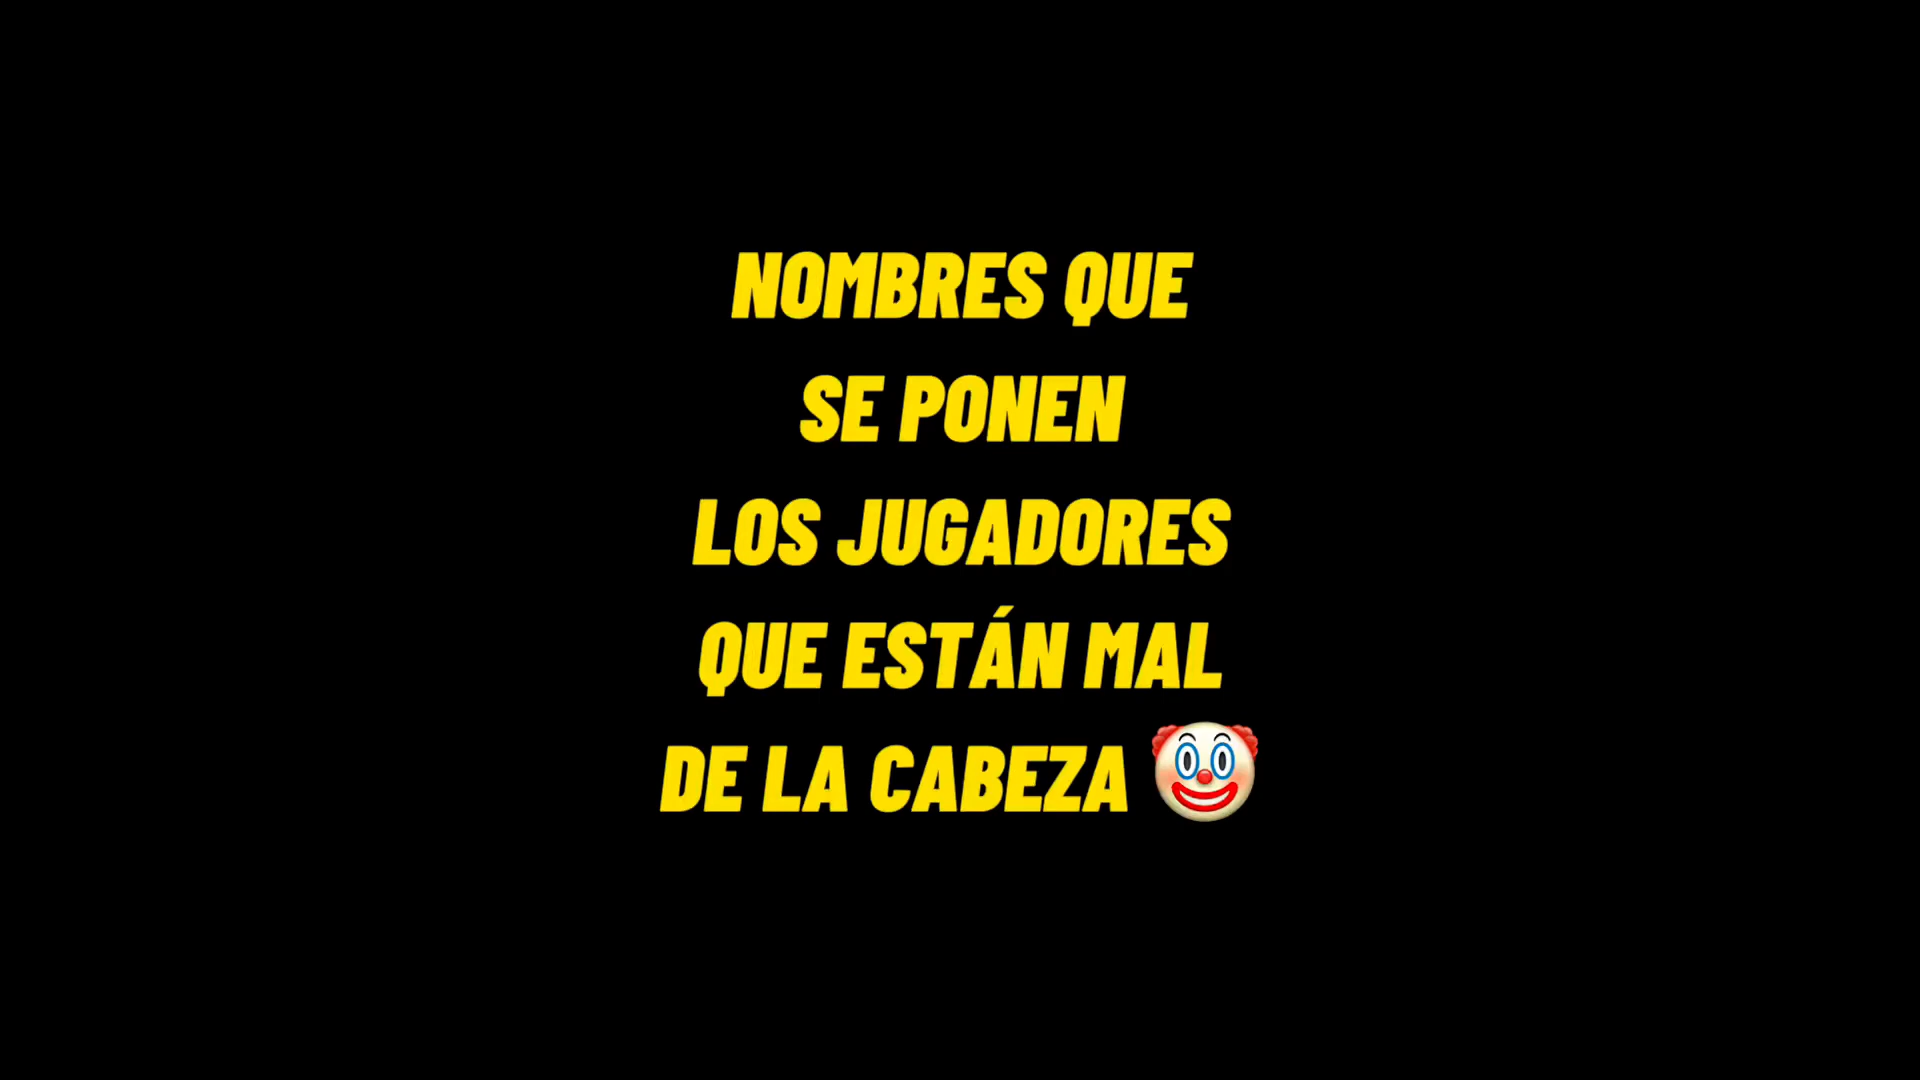 NOMBRES QUE
SE PONEN
LOS JUGADORES
QUE ESTÁN MAL
DE LA CABEZA 🤡